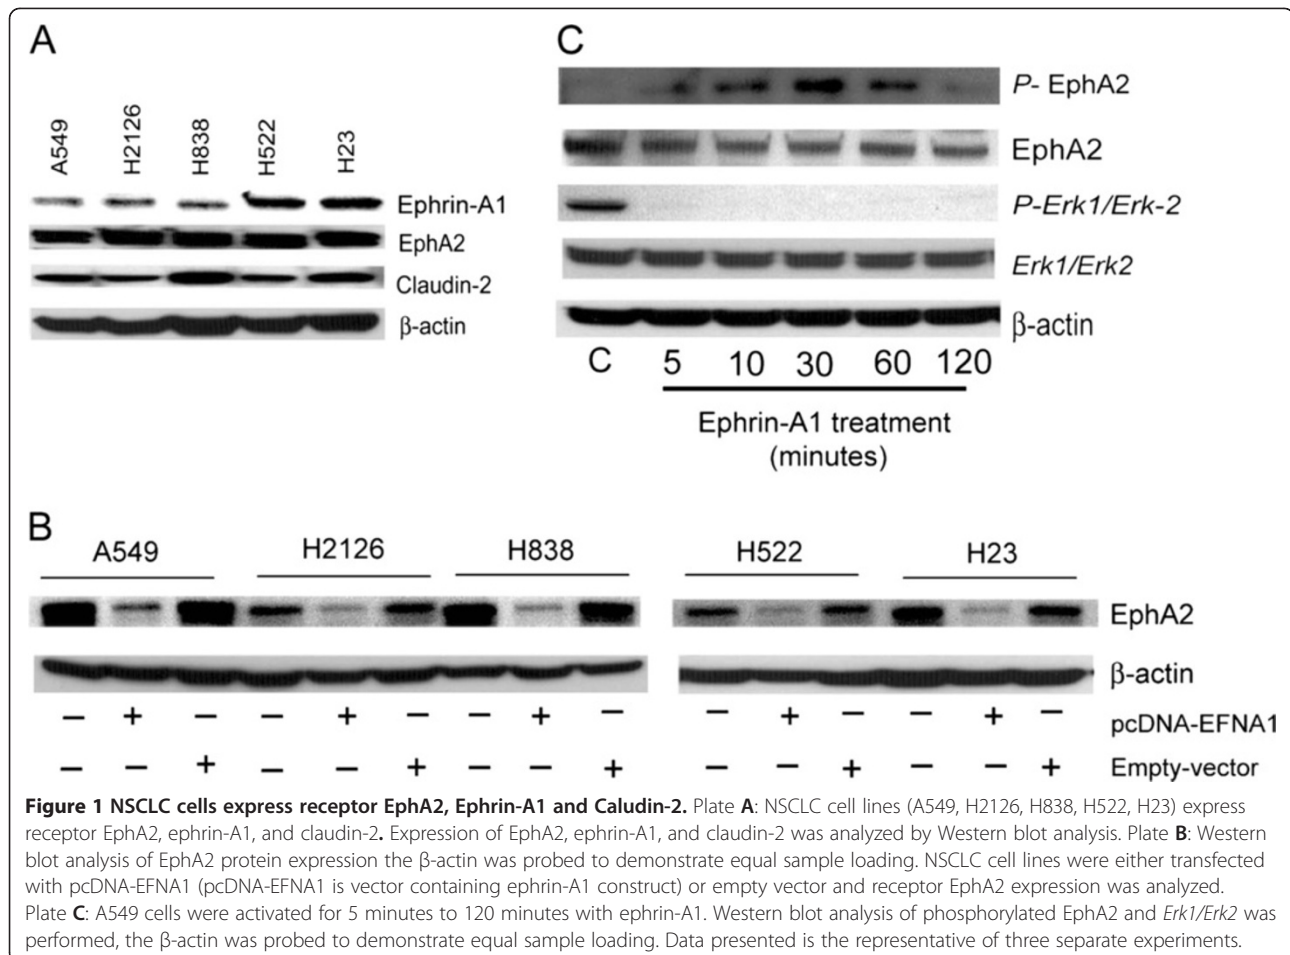 A
A549
H2126
H838
H522
H23
Ephrin-A1
EphA2
Claudin-2
β-actin
C
P- EphA2
EphA2
P-Erk1/Erk-2
Erk1/Erk2
β-actin
C 5 10 30 60 120
Ephrin-A1 treatment
(minutes)
B
A549 H2126 H838 H522 H23
EphA2
β-actin
− + − − + − − + − − + − − + − pcDNA-EFNA1
− − + − − + − − + − − + − − + Empty-vector
Figure 1 NSCLC cells express receptor EphA2, Ephrin-A1 and Caludin-2. Plate A: NSCLC cell lines (A549, H2126, H838, H522, H23) express
receptor EphA2, ephrin-A1, and claudin-2. Expression of EphA2, ephrin-A1, and claudin-2 was analyzed by Western blot analysis. Plate B: Western
blot analysis of EphA2 protein expression the β-actin was probed to demonstrate equal sample loading. NSCLC cell lines were either transfected
with pcDNA-EFNA1 (pcDNA-EFNA1 is vector containing ephrin-A1 construct) or empty vector and receptor EphA2 expression was analyzed.
Plate C: A549 cells were activated for 5 minutes to 120 minutes with ephrin-A1. Western blot analysis of phosphorylated EphA2 and Erk1/Erk2 was
performed, the β-actin was probed to demonstrate equal sample loading. Data presented is the representative of three separate experiments.